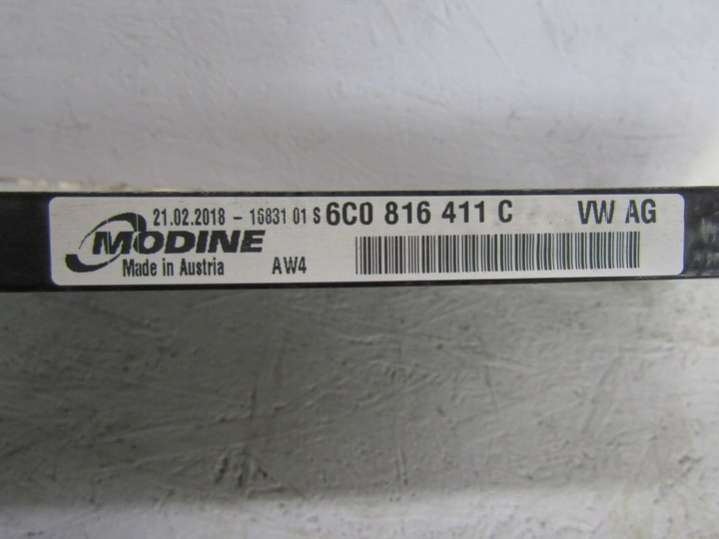 21.02.2018 - 16831 01 S 6C0 816 411 C VW AG
MODINE
Made in Austria AW4